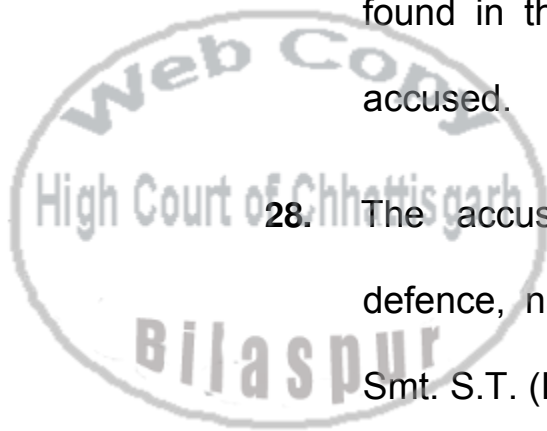 found in th
Web Copy
accused.
High Court of Chhattisgarh
28. The accus
defence, n
Bilaspur
Smt. S.T. (